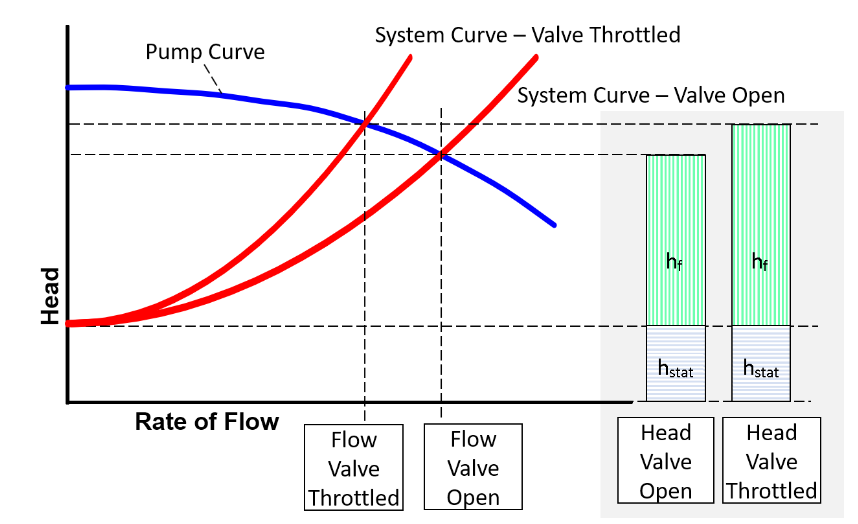 System Curve – Valve Throttled
Pump Curve
System Curve – Valve Open
Head
hf
hf
hstat
hstat
Rate of Flow
Flow
Valve
Throttled
Flow
Valve
Open
Head
Valve
Open
Head
Valve
Throttled